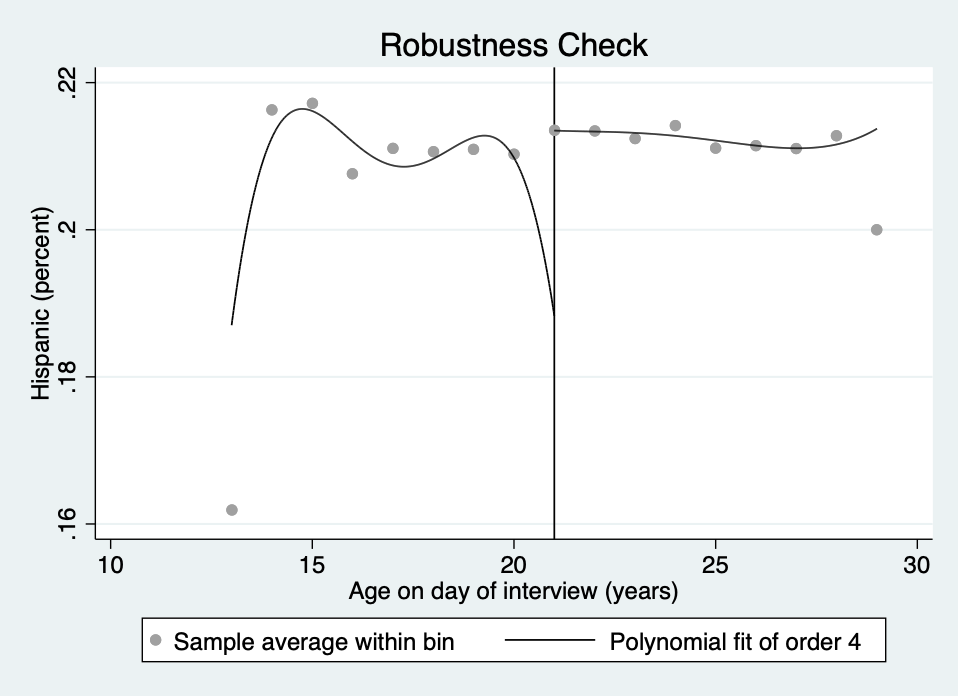 Robustness Check
.22
.2
.18
.16
Hispanic (percent)
10 15 20 25 30
Age on day of interview (years)
Sample average within bin Polynomial fit of order 4